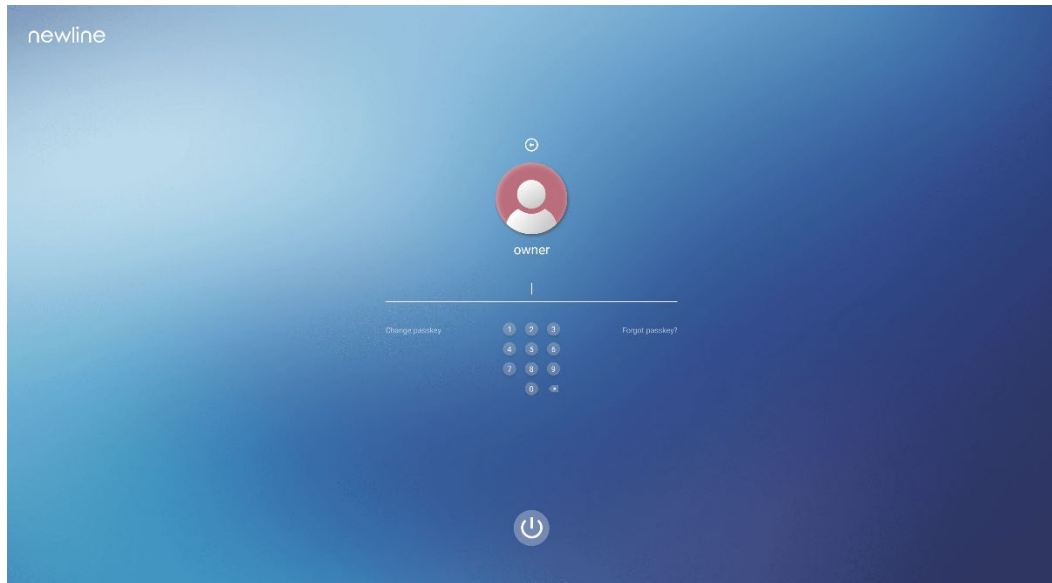 newline
owner
Change passkey
Forgot passkey?
1 2 3
4 5 6
7 8 9
0